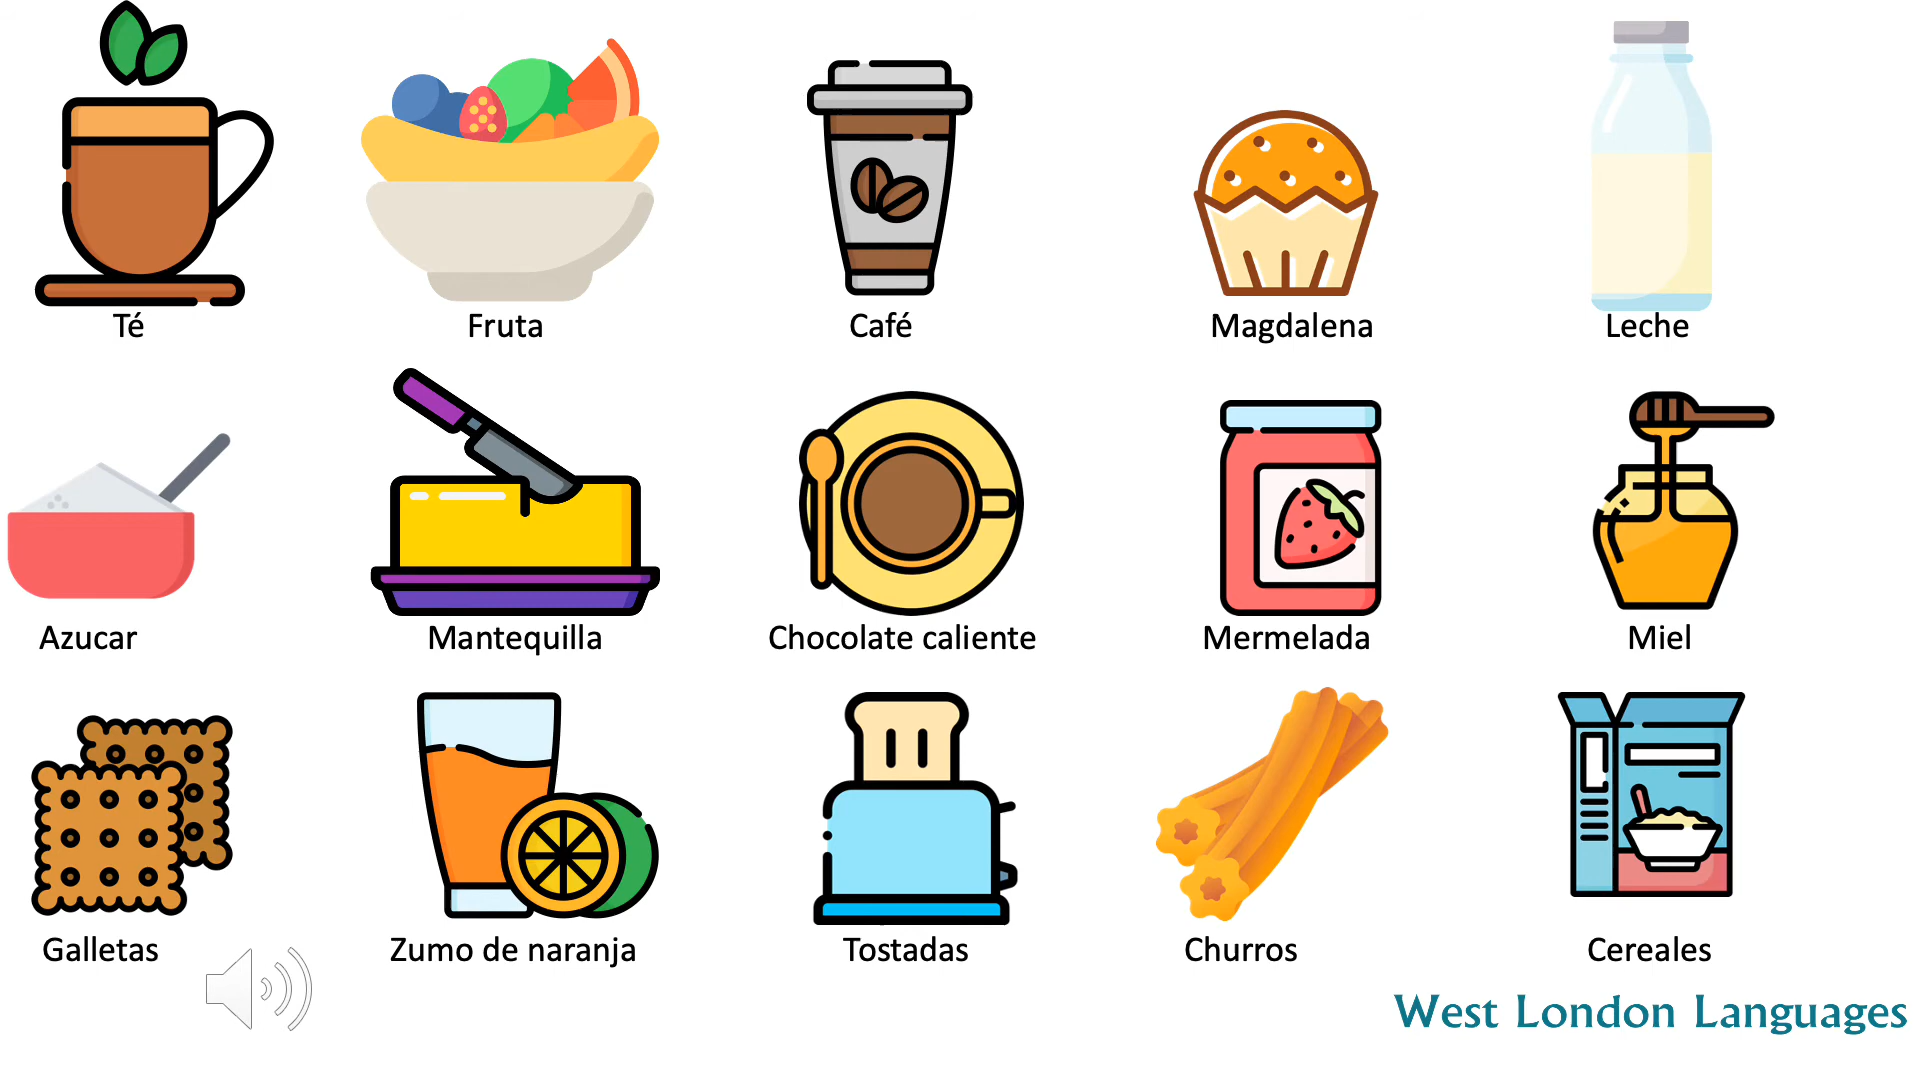 Té
Fruta
Café
Magdalena
Leche
Azucar
Mantequilla
Chocolate caliente
Mermelada
Miel
Galletas
Zumo de naranja
Tostadas
Churros
Cereales
West London Languages